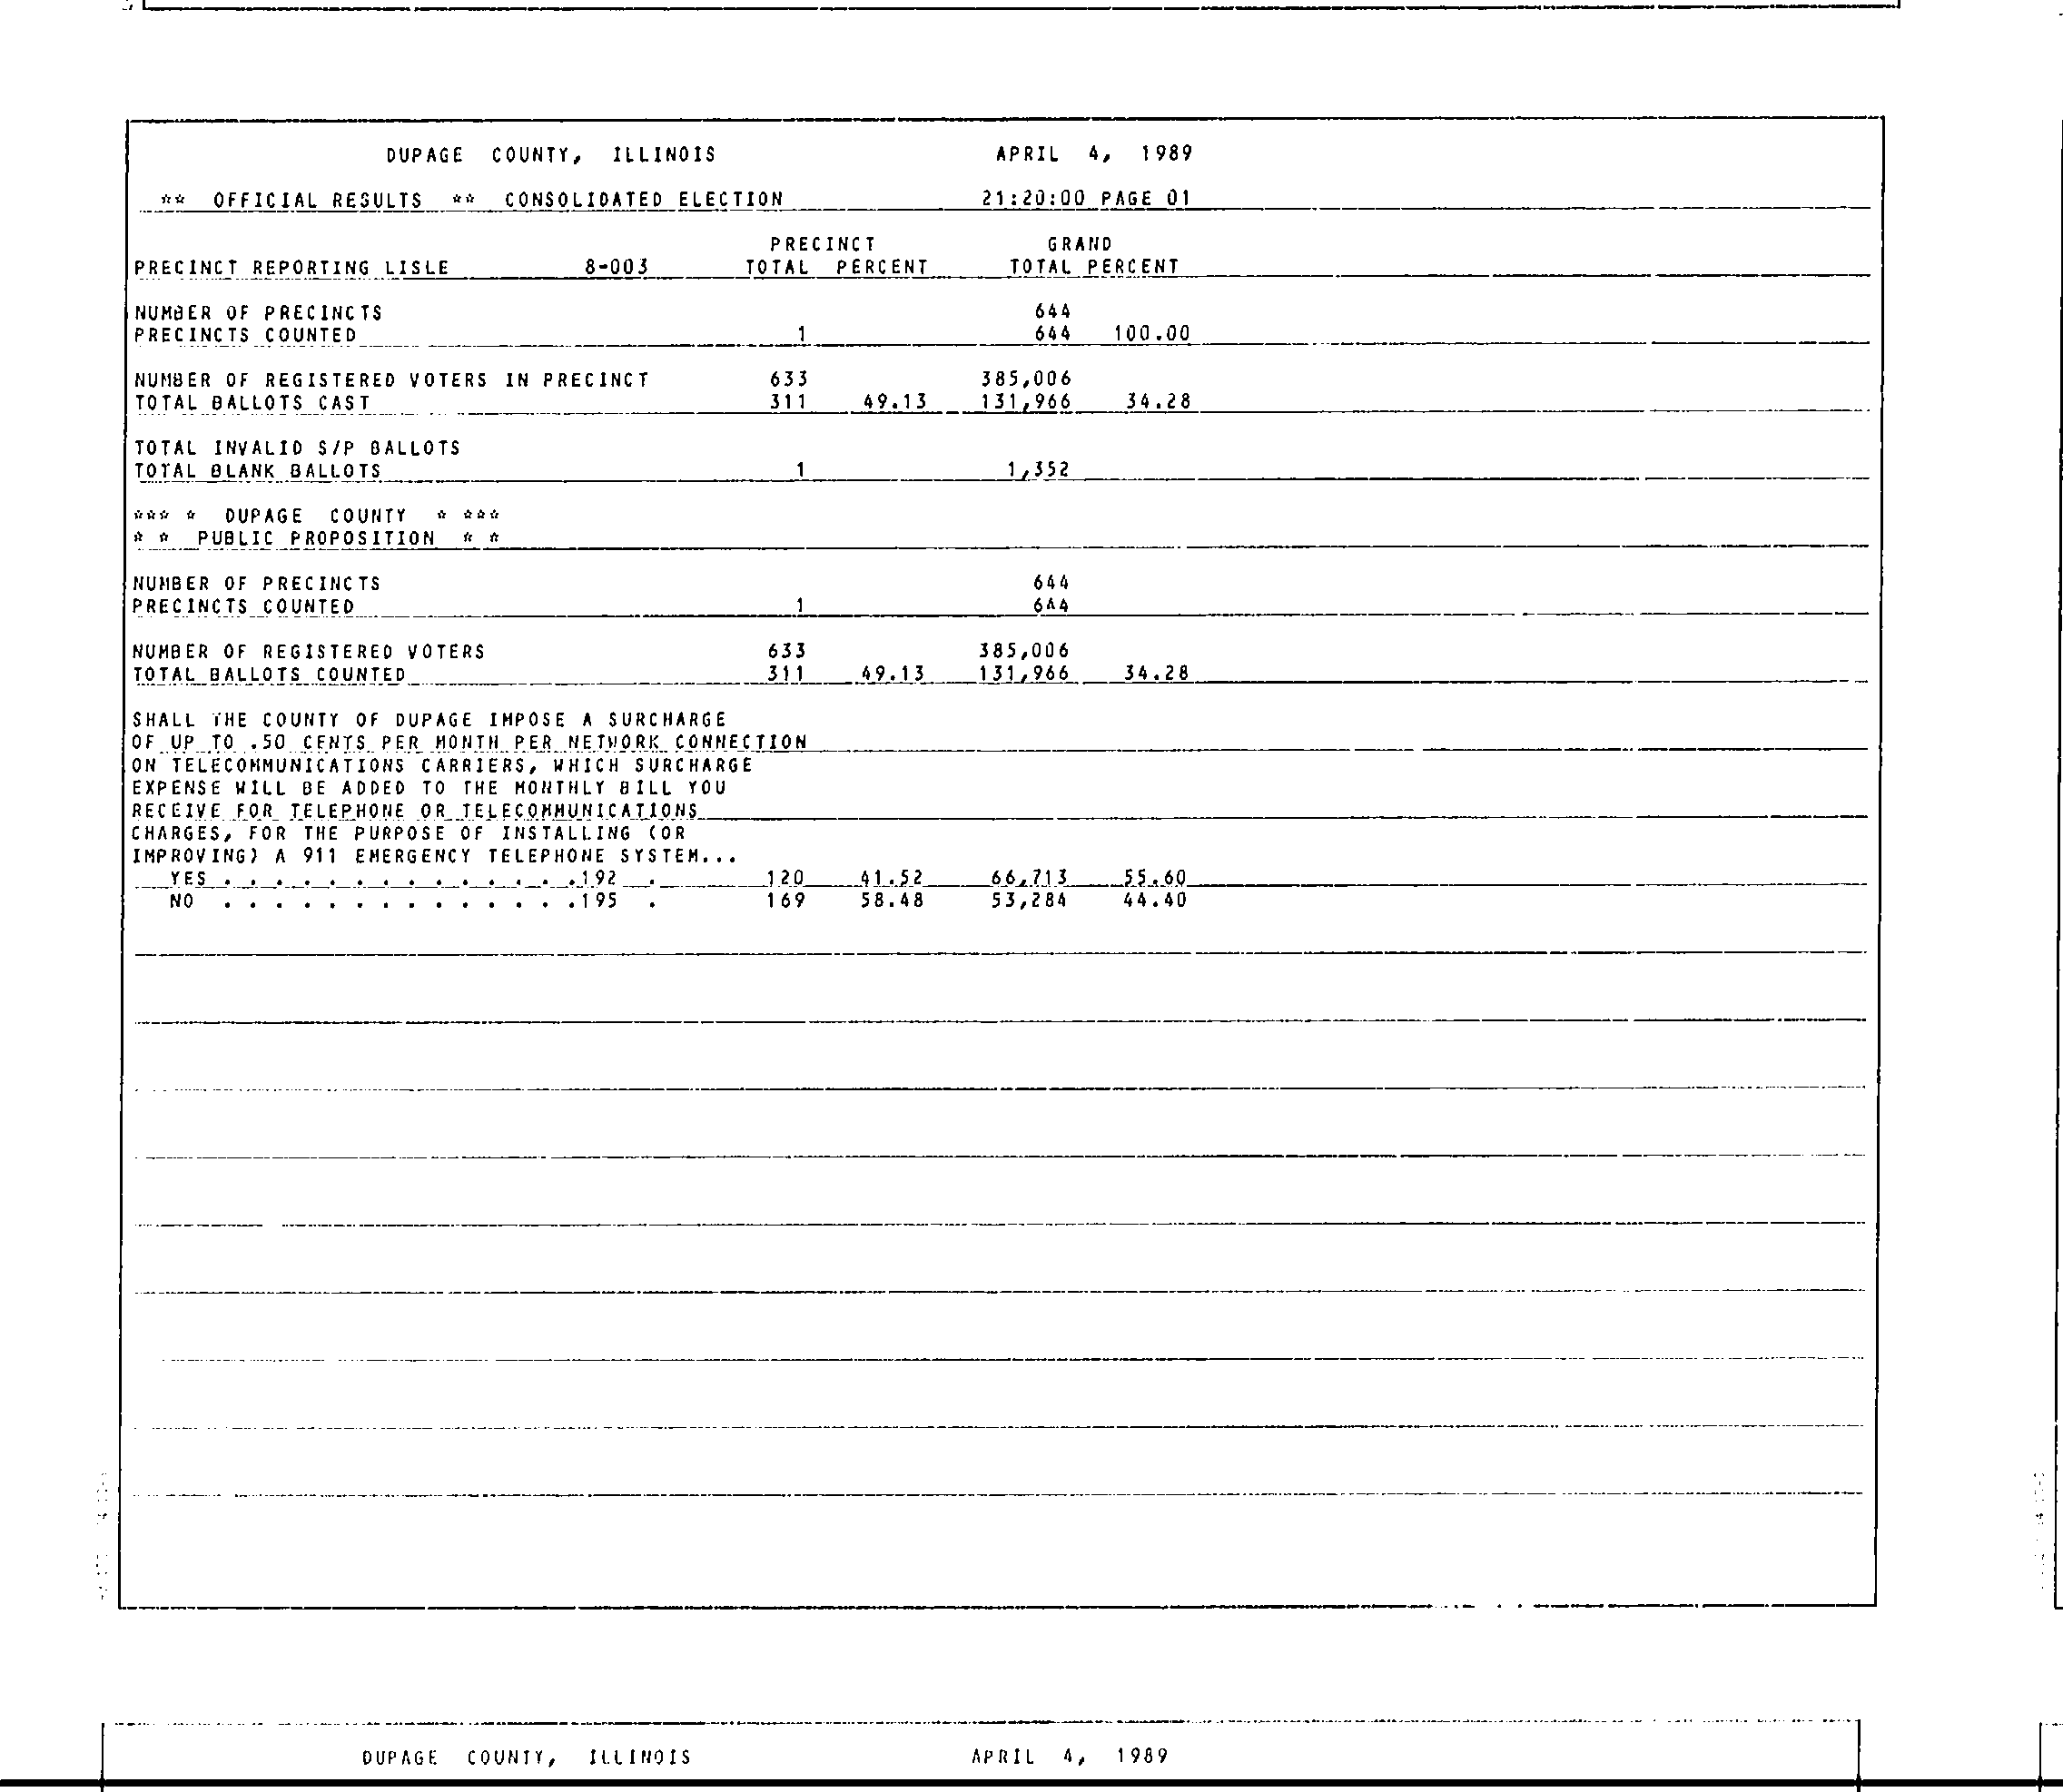 DUPAGE COUNTY, ILLINOIS APRIL 4, 1989
** OFFICIAL RESULTS ** CONSOLIDATED ELECTION 21:20:00 PAGE 01
PRECINCT GRAND
PRECINCT REPORTING LISLE 8-003 TOTAL PERCENT TOTAL PERCENT
NUMBER OF PRECINCTS 644
PRECINCTS COUNTED 1 644 100.00
NUMBER OF REGISTERED VOTERS IN PRECINCT 633 385,006
TOTAL BALLOTS CAST 311 49.13 131,966 34.28
TOTAL INVALID S/P BALLOTS
TOTAL BLANK BALLOTS 1 1,352
*** * DUPAGE COUNTY * ***
* * PUBLIC PROPOSITION * *
NUMBER OF PRECINCTS 644
PRECINCTS COUNTED 1 644
NUMBER OF REGISTERED VOTERS 633 385,006
TOTAL BALLOTS COUNTED 311 49.13 131,966 34.28
SHALL THE COUNTY OF DUPAGE IMPOSE A SURCHARGE
OF UP TO .50 CENTS PER MONTH PER NETWORK CONNECTION
ON TELECOMMUNICATIONS CARRIERS, WHICH SURCHARGE
EXPENSE WILL BE ADDED TO THE MONTHLY BILL YOU
RECEIVE FOR TELEPHONE OR TELECOMMUNICATIONS
CHARGES, FOR THE PURPOSE OF INSTALLING (OR
IMPROVING) A 911 EMERGENCY TELEPHONE SYSTEM...
YES . . . . . . . . . . . . . .192 . 120 41.52 66,713 55.60
NO . . . . . . . . . . . . . .195 . 169 58.48 53,284 44.40
DUPAGE COUNTY, ILLINOIS APRIL 4, 1989